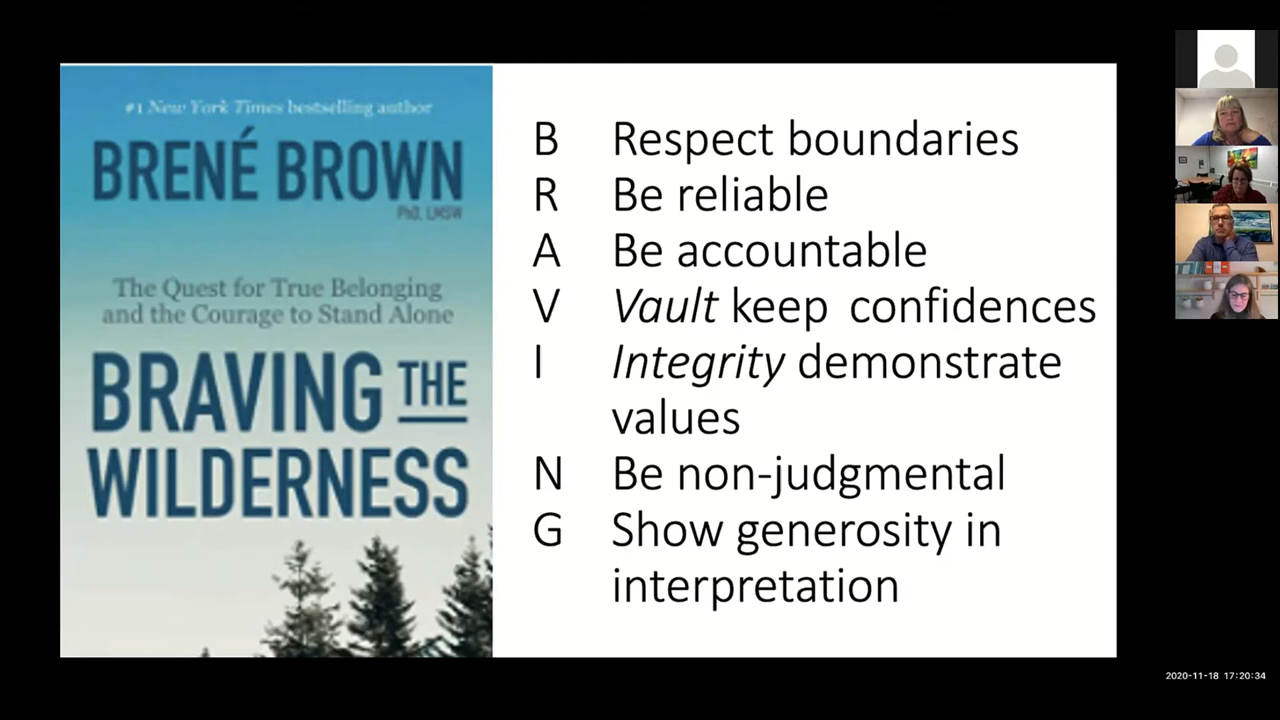 #1 New York Times bestselling author
BRENÉ BROWN
PhD, LMSW
The Quest for True Belonging
and the Courage to Stand Alone
BRAVING THE
WILDERNESS
B Respect boundaries
R Be reliable
A Be accountable
V Vault keep confidences
I Integrity demonstrate
values
N Be non-judgmental
G Show generosity in
interpretation
2020-11-18 17:20:34